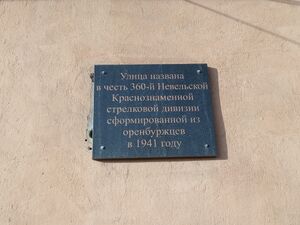 Улица названа
в честь 360-й Невельской
Краснознаменной
стрелковой дивизии
сформированной из
оренбуржцев
в 1941 году